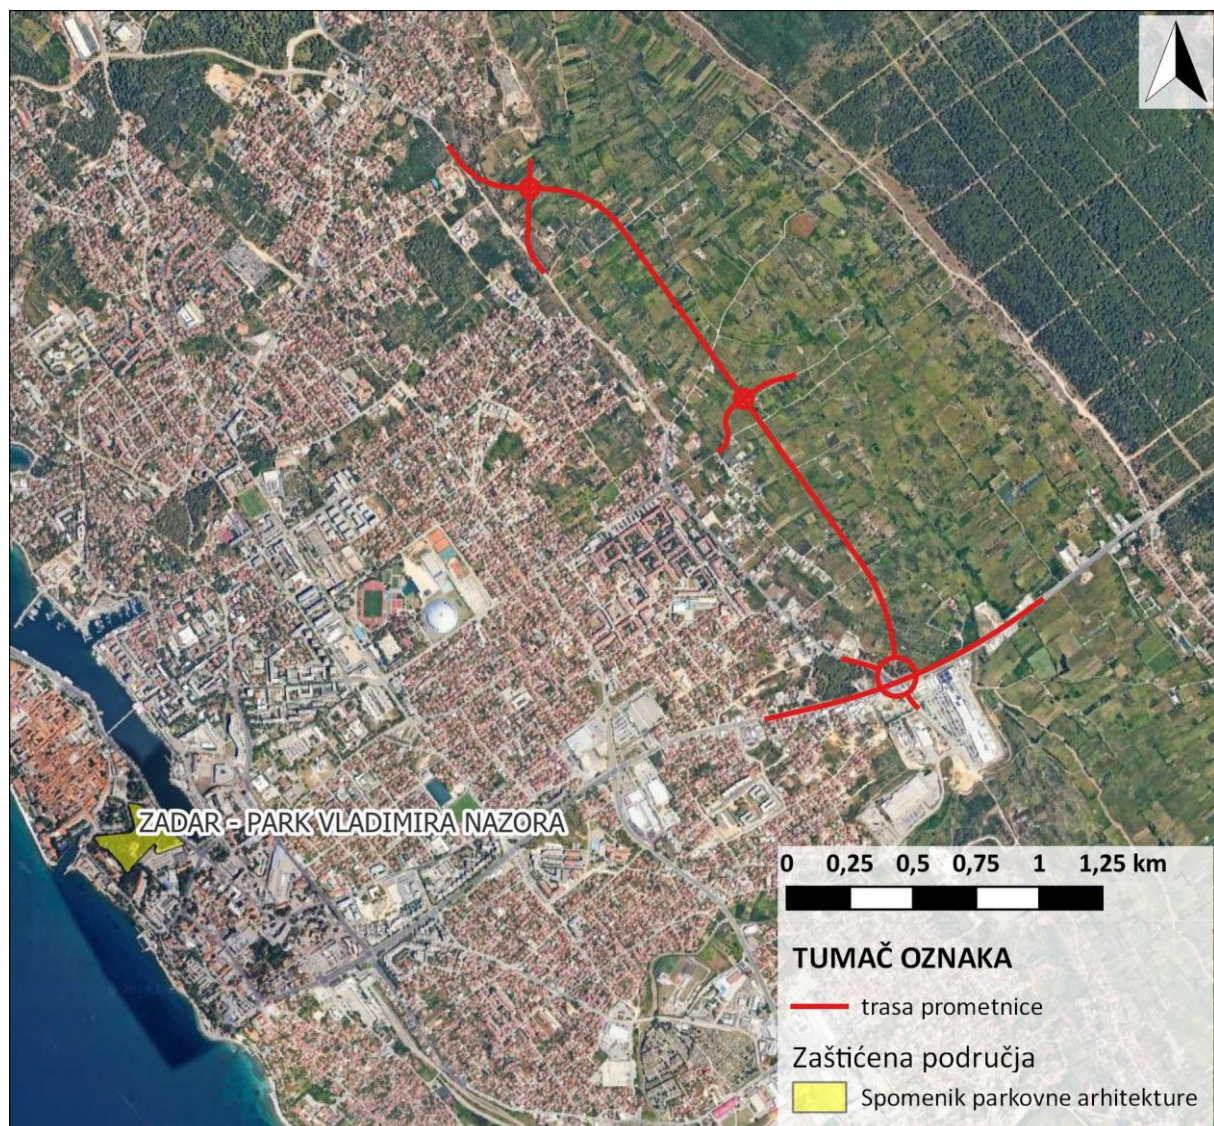 ZADAR - PARK VLADIMIRA NAZORA
0 0,25 0,5 0,75 1 1,25 km
TUMAČ OZNAKA
trasa prometnice
Zaštićena područja
Spomenik parkovne arhitekture